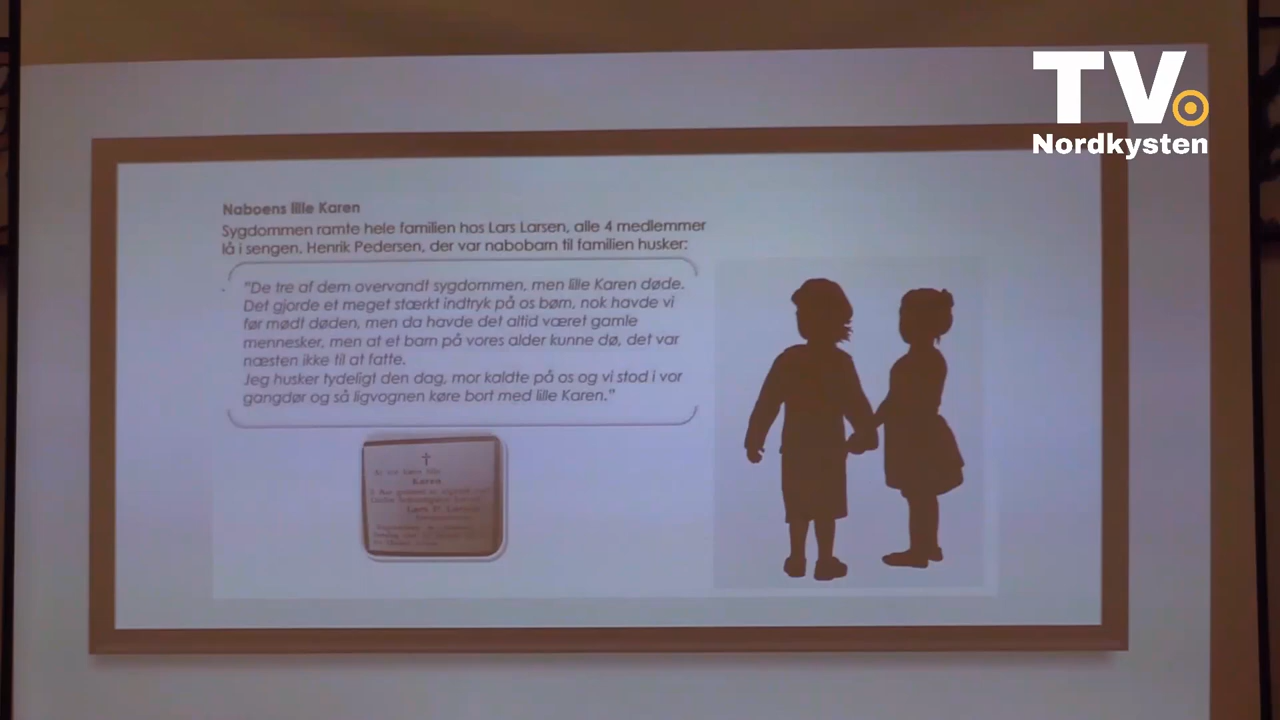 TV
Nordkysten
Naboens lille Karen
Sygdommen ramte hele familien hos Lars Larsen, alle 4 medlemmer
lå i sengen. Henrik Pedersen, der var nabobarn til familien husker:
"De tre af dem overvandt sygdommen, men lille Karen døde.
Det gjorde et meget stærkt indtryk på os børn, nok havde vi
før mødt døden, men da havde det altid været gamle
mennesker, men at et barn på vores alder kunne dø, det var
næsten ikke til at fatte.
Jeg husker tydeligt den dag, mor kaldte på os og vi stod i vor
gangdør og så ligvognen køre bort med lille Karen."
Karen